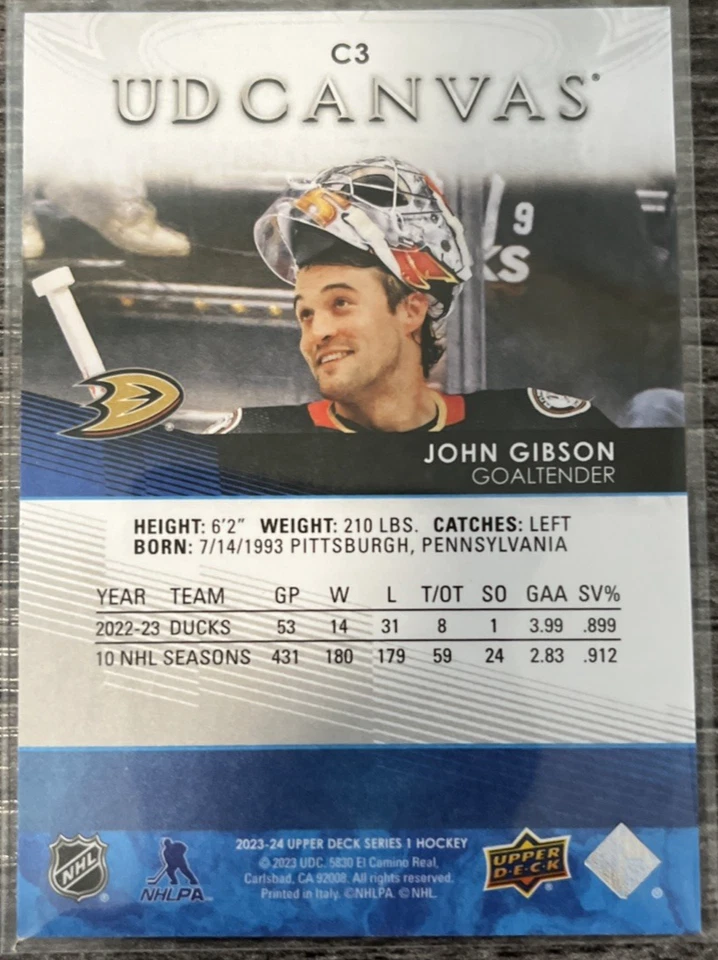 C3
UD CANVAS®
9
KS
JOHN GIBSON
GOALTENDER
HEIGHT: 6'2" WEIGHT: 210 LBS. CATCHES: LEFT
BORN: 7/14/1993 PITTSBURGH, PENNSYLVANIA
YEAR TEAM GP W L T/OT SO GAA SV%
2022-23 DUCKS 53 14 31 8 1 3.99 .899
10 NHL SEASONS 431 180 179 59 24 2.83 .912
2023-24 UPPER DECK SERIES 1 HOCKEY
© 2023 UDC. 5830 El Camino Real,
Carlsbad, CA 92008. All rights reserved.
Printed in Italy. ©NHLPA. ©NHL.
NHL
NHLPA
UPPER
D·E·C·K